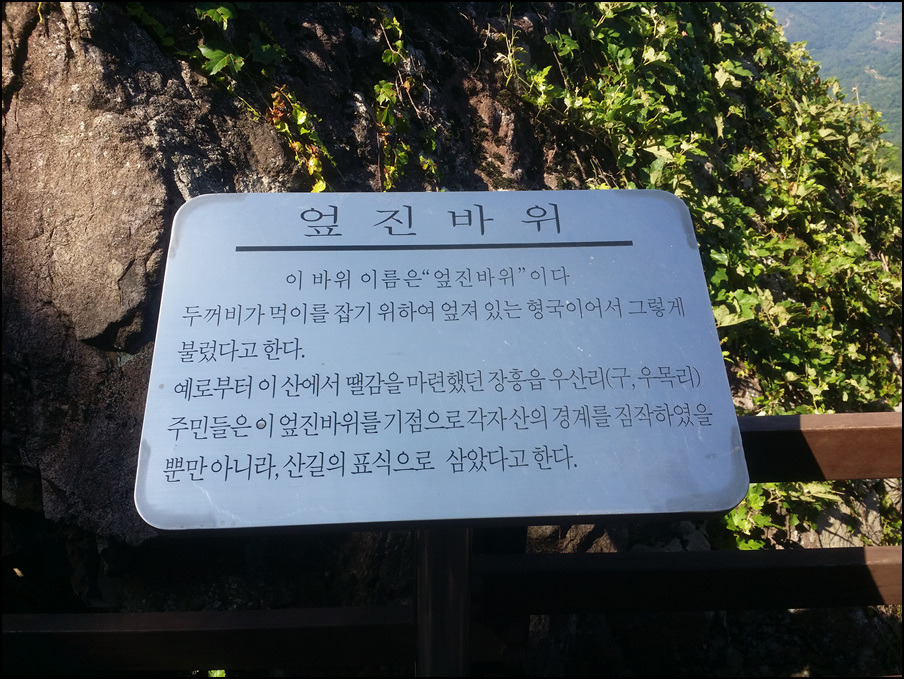 엎진바위
이 바위 이름은 “엎진바위” 이다
두꺼비가 먹이를 잡기 위하여 엎져 있는 형국이어서 그렇게
불렀다고 한다.
예로부터 이 산에서 땔감을 마련했던 장흥읍 우산리(구, 우목리)
주민들은 이 엎진바위를 기점으로 각자 산의 경계를 짐작하였을
뿐만 아니라, 산길의 표식으로 삼았다고 한다.